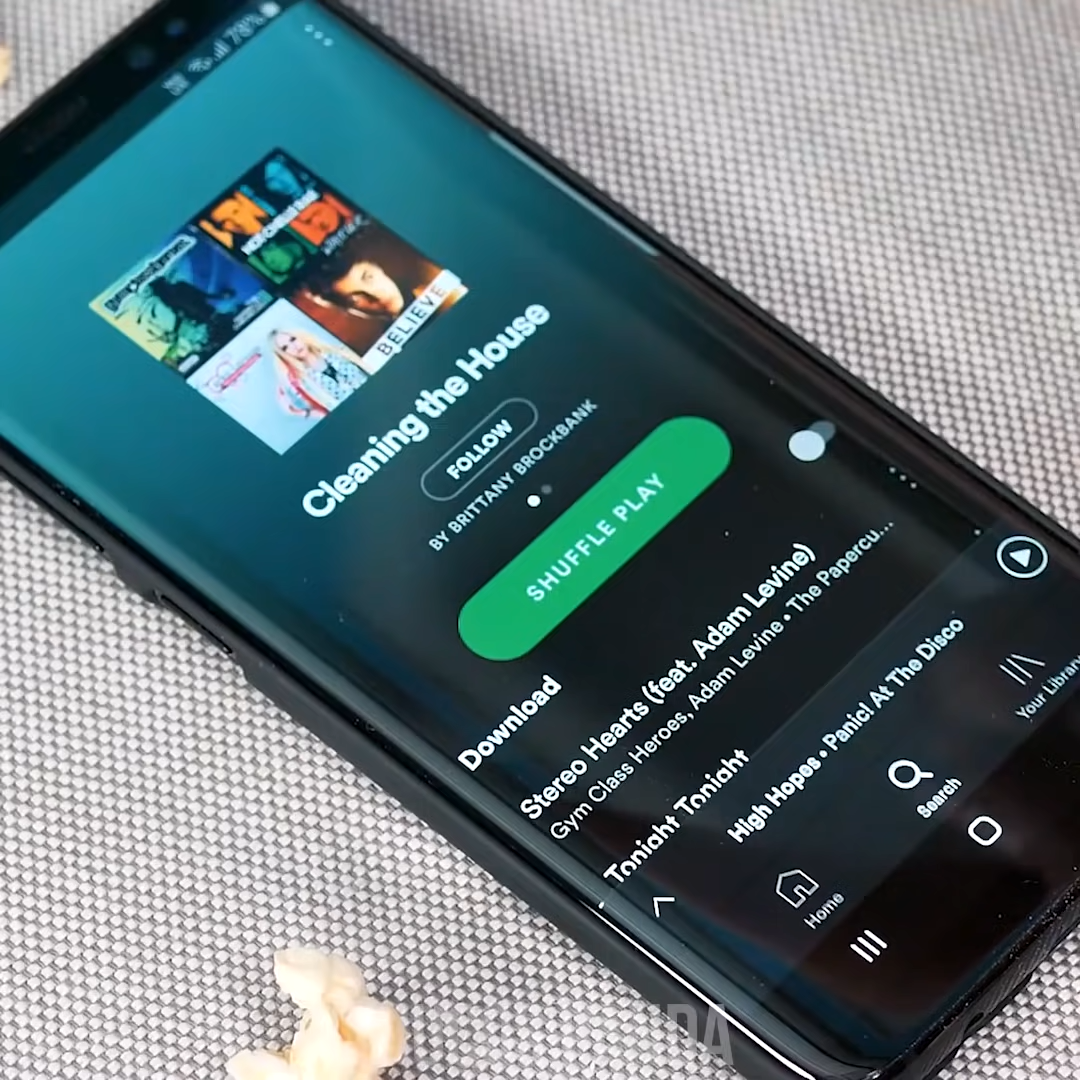 78%
BELIEVE
Cleaning the House
FOLLOW
BY BRITTANY BROCKBANK
SHUFFLE PLAY
Download
Stereo Hearts (feat. Adam Levine)
Gym Class Heroes, Adam Levine • The Papercu...
Tonight Tonight
High Hopes • Panic! At The Disco
Home
Search
Your Library